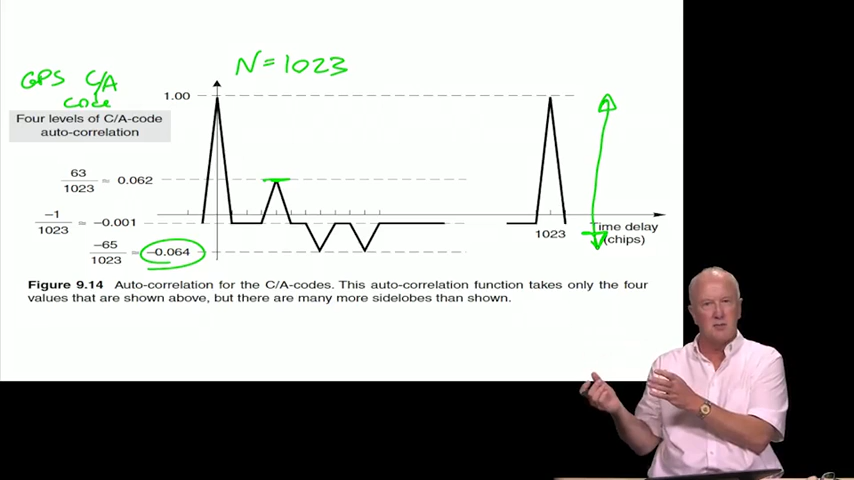 N = 1023
GPS C/A
code
Four levels of C/A-code
auto-correlation
1.00
63
1023
≈ 0.062
-1
1023
≈ -0.001
-65
1023
≈ -0.064
1023
Time delay
(chips)
Figure 9.14 Auto-correlation for the C/A-codes. This auto-correlation function takes only the four
values that are shown above, but there are many more sidelobes than shown.